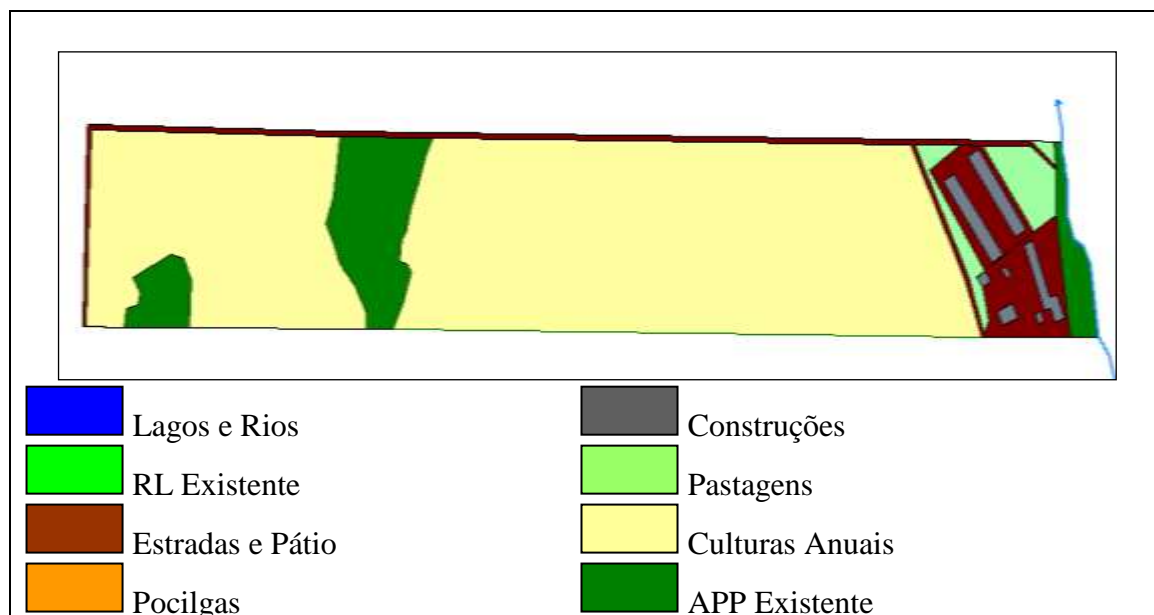 Lagos e Rios
Construções
RL Existente
Pastagens
Estradas e Pátio
Culturas Anuais
Pocilgas
APP Existente